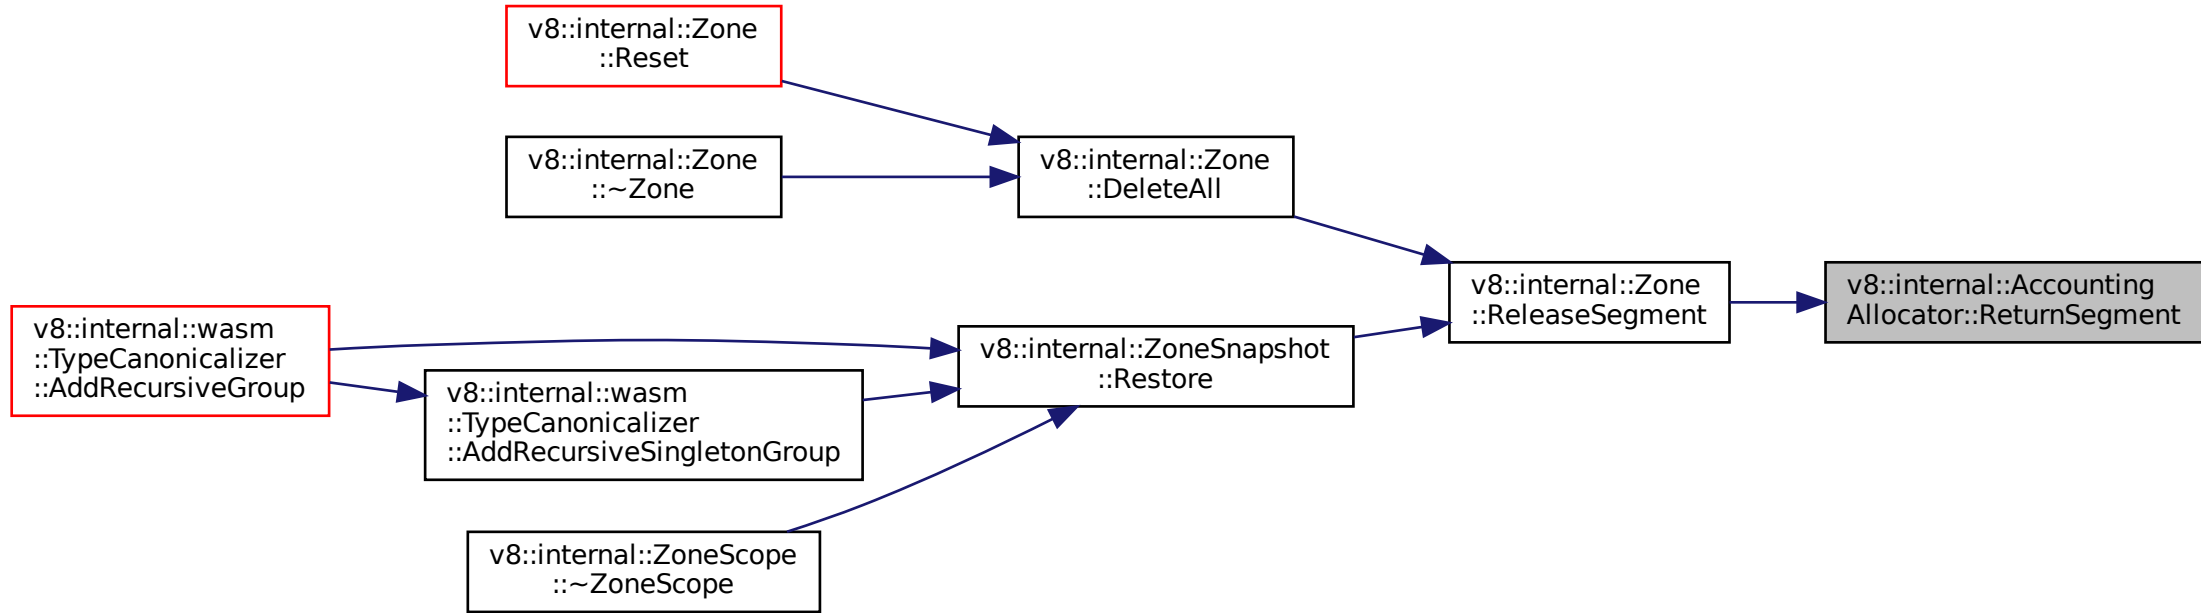 v8::internal::Zone
::Reset
v8::internal::Zone
::~Zone
v8::internal::Zone
::DeleteAll
v8::internal::Zone
::ReleaseSegment
v8::internal::Accounting
Allocator::ReturnSegment
v8::internal::wasm
::TypeCanonicalizer
::AddRecursiveGroup
v8::internal::ZoneSnapshot
::Restore
v8::internal::wasm
::TypeCanonicalizer
::AddRecursiveSingletonGroup
v8::internal::ZoneScope
::~ZoneScope